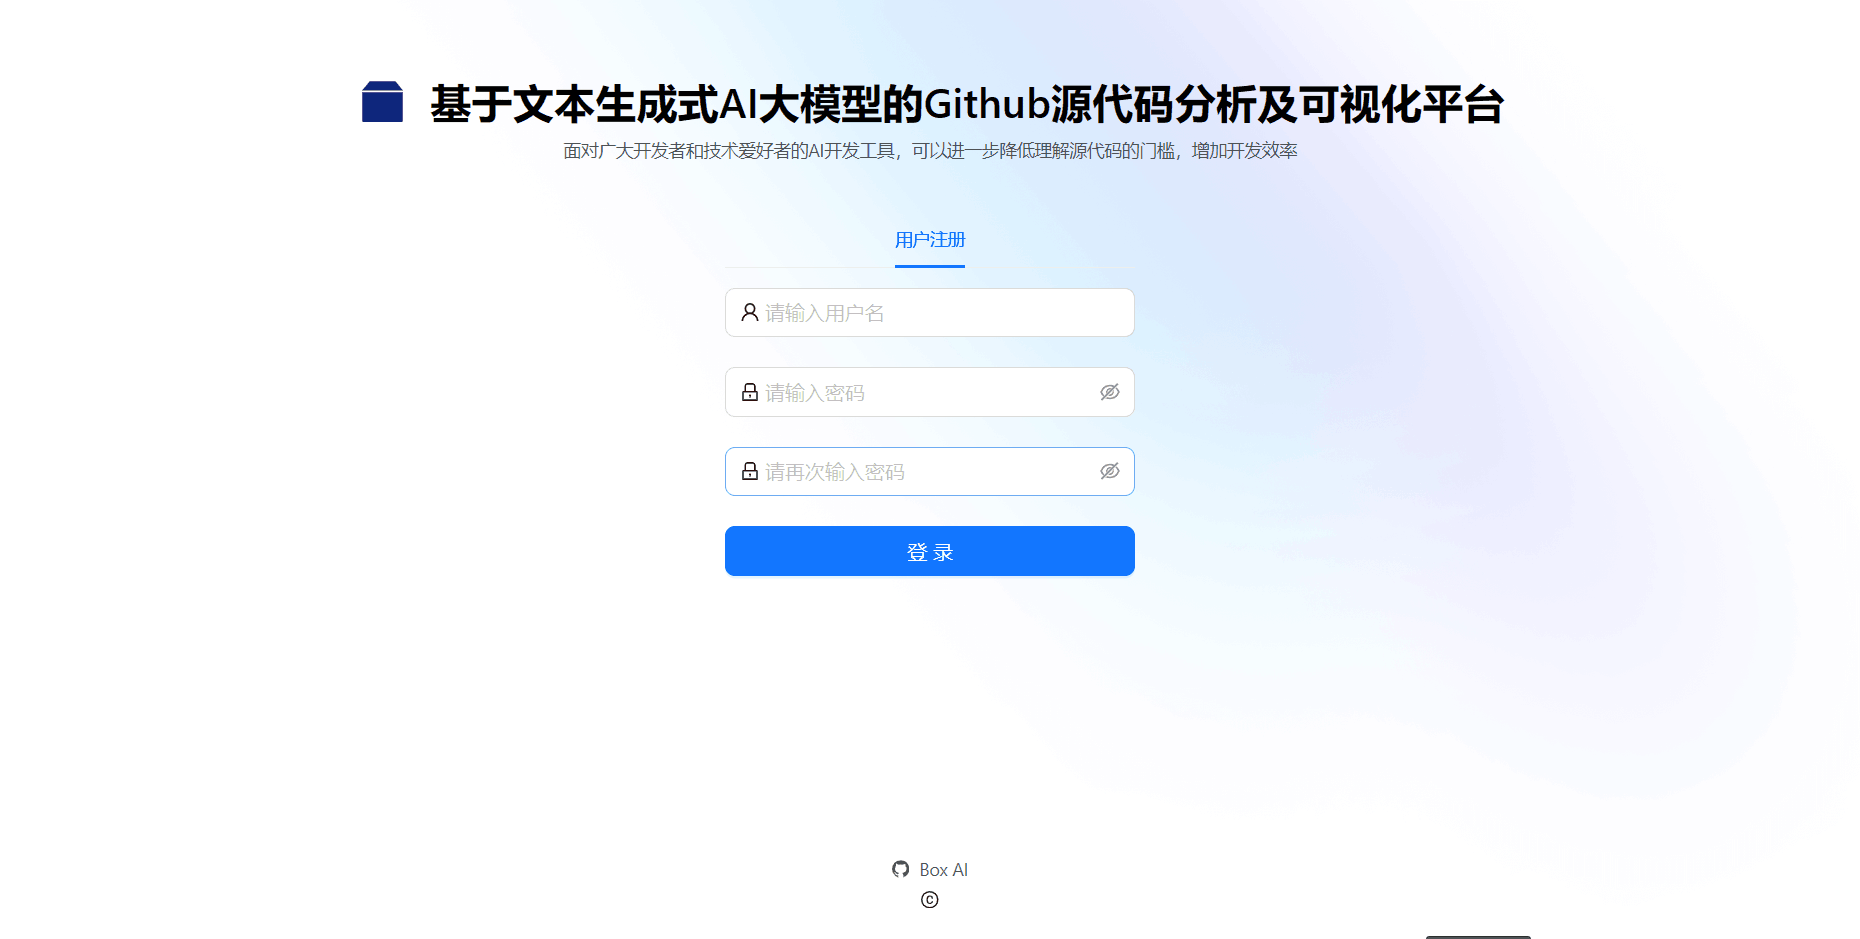 基于文本生成式AI大模型的Github源代码分析及可视化平台
面对广大开发者和技术爱好者的AI开发工具，可以进一步降低理解源代码的门槛，增加开发效率
用户注册
请输入用户名
请输入密码
请再次输入密码
登 录
Box AI
©